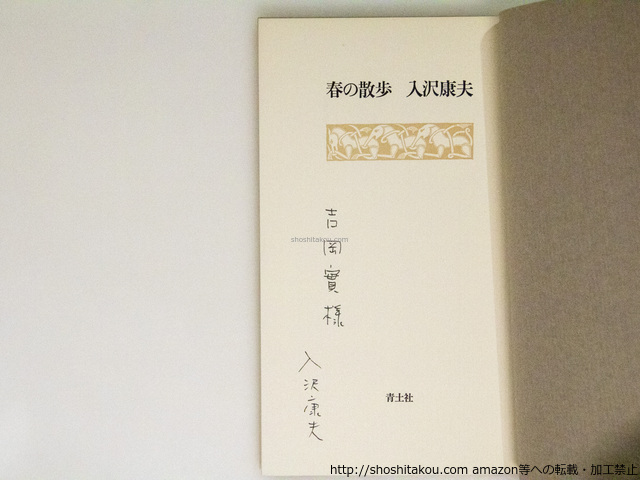 春の散歩　入沢康夫
吉岡實様
入沢康夫
青土社
shoshitakou.com
http://shoshitakou.com amazon等への転載・加工禁止